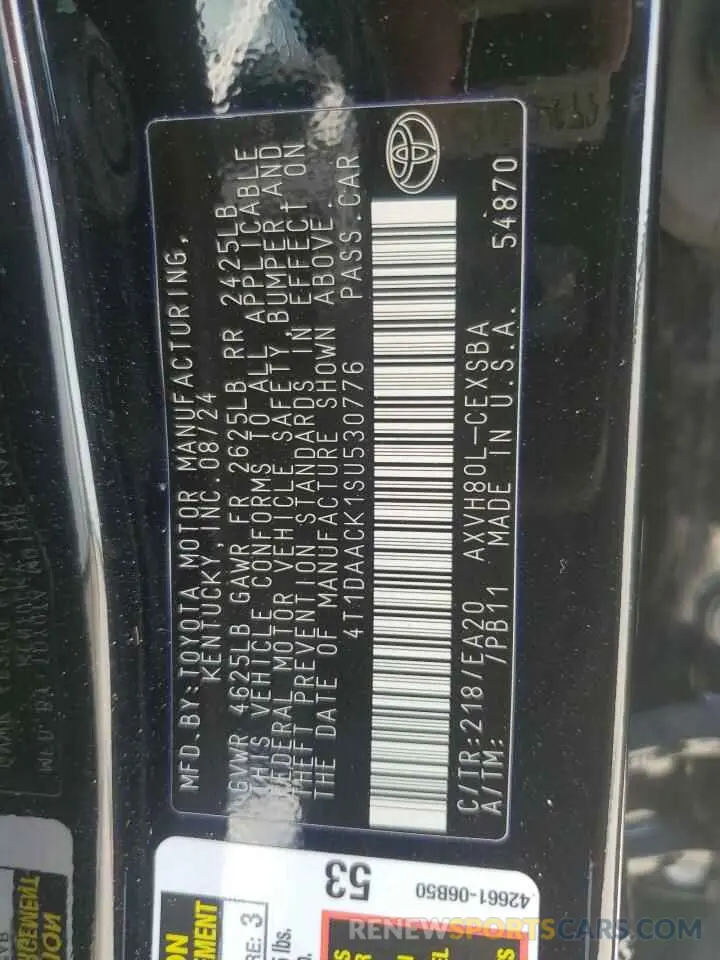 MFD.BY:TOYOTA MOTOR MANUFACTURING,
KENTUCKY, INC.08/24
GVWR 4625LB GAWR FR 2625LB RR 2425LB
THIS VEHICLE CONFORMS TO ALL APPLICABLE
FEDERAL MOTOR VEHICLE SAFETY, BUMPER AND
THEFT PREVENTION STANDARDS IN EFFECT ON
THE DATE OF MANUFACTURE SHOWN ABOVE.
4T1DAACK1SU530776 PASS.CAR
C/TR:218/EA20 AXVH80L-CEXSBA
A/TM: /PB11 MADE IN U.S.A. 54870
53
42661-06B50
RENEWSPORTSCARS.COM